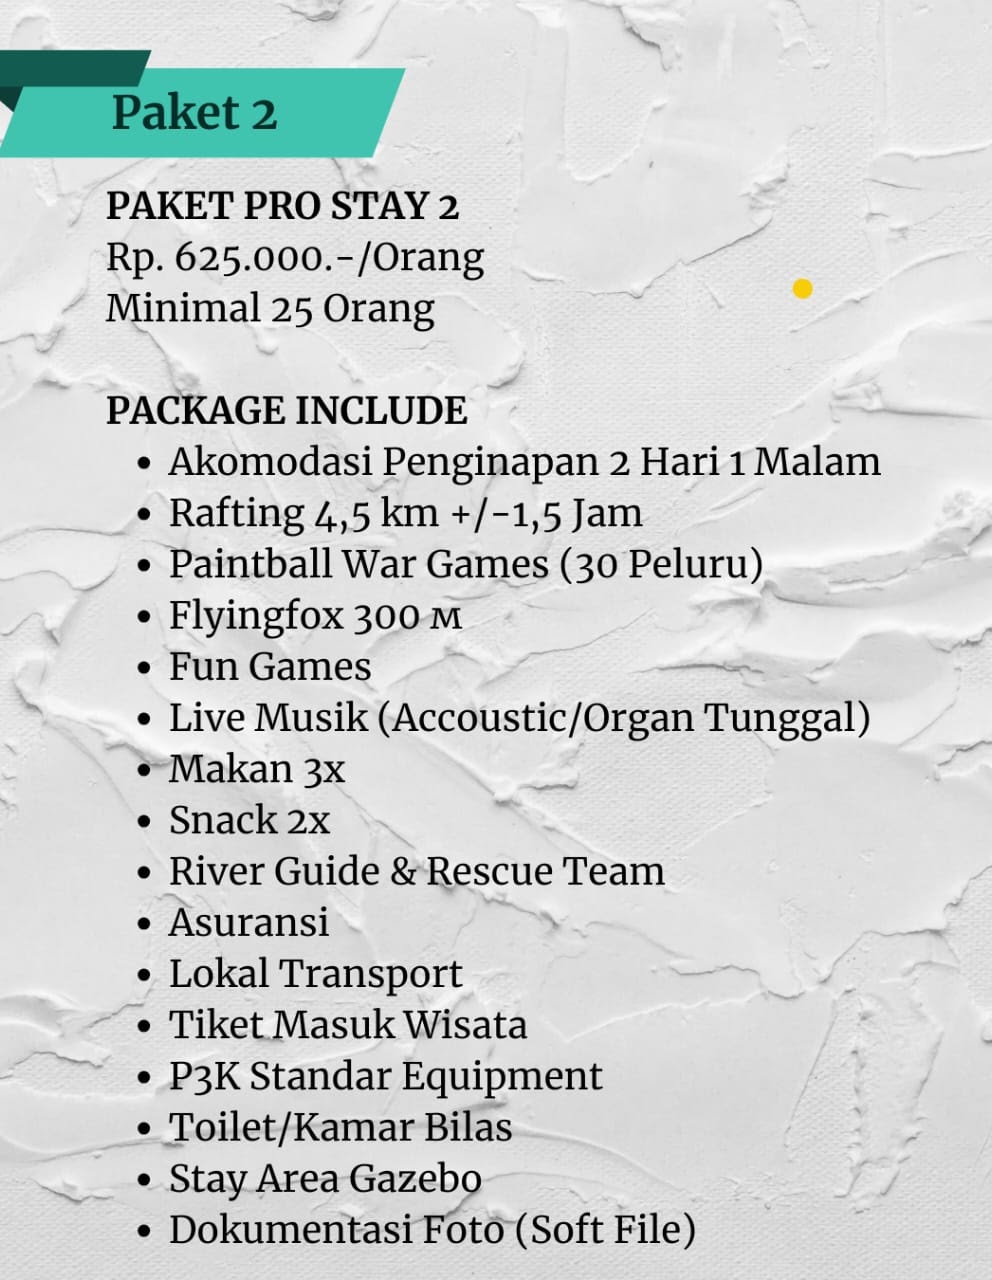 Paket 2
PAKET PRO STAY 2
Rp. 625.000.-/Orang
Minimal 25 Orang
PACKAGE INCLUDE
• Akomodasi Penginapan 2 Hari 1 Malam
• Rafting 4,5 km +/-1,5 Jam
• Paintball War Games (30 Peluru)
• Flyingfox 300 M
• Fun Games
• Live Musik (Accoustic/Organ Tunggal)
• Makan 3x
• Snack 2x
• River Guide & Rescue Team
• Asuransi
• Lokal Transport
• Tiket Masuk Wisata
• P3K Standar Equipment
• Toilet/Kamar Bilas
• Stay Area Gazebo
• Dokumentasi Foto (Soft File)